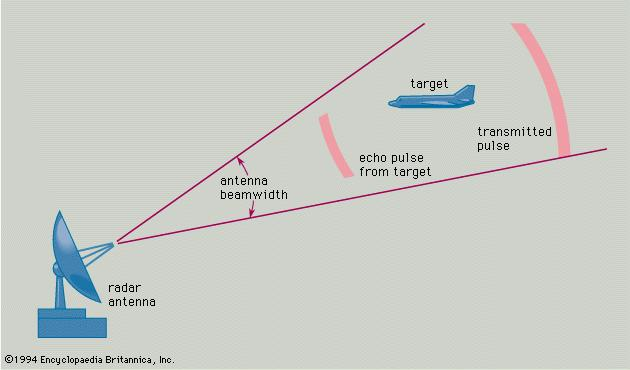 target
transmitted
pulse
echo pulse
from target
antenna
beamwidth
radar
antenna
©1994 Encyclopaedia Britannica, Inc.